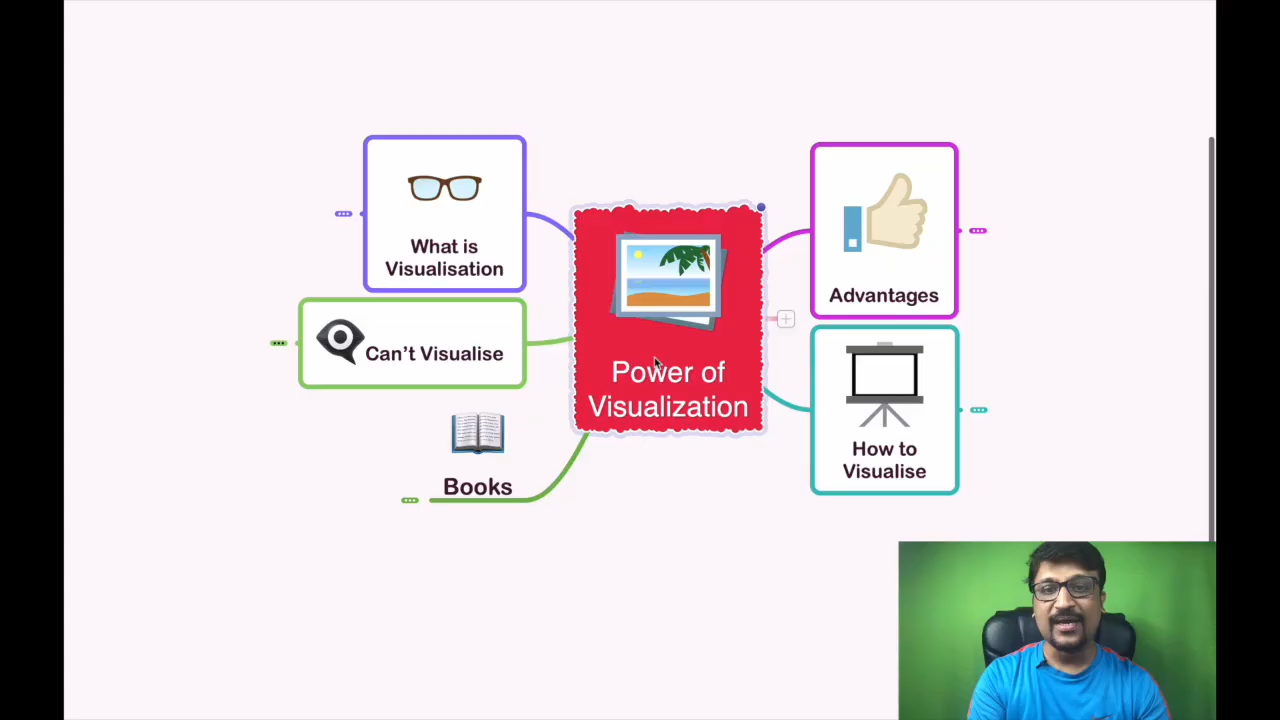 What is
Visualisation
Can't Visualise
Books
Power of
Visualization
Advantages
How to
Visualise